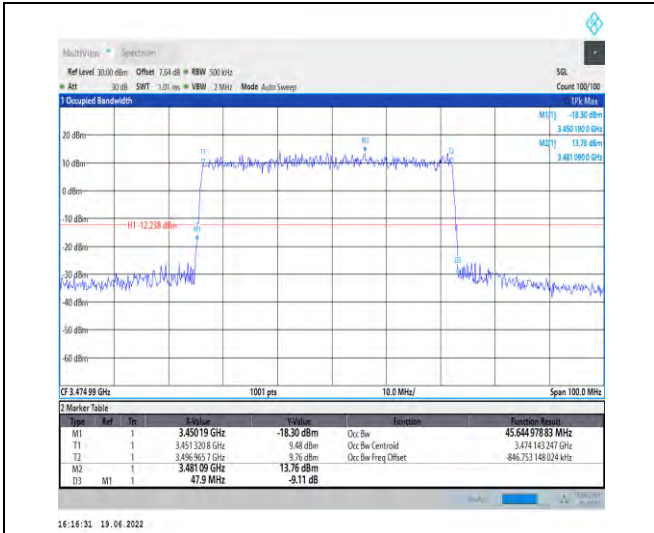 MultiView Spectrum
Ref Level 30.00 dBm Offset 7.64 dB RBW 500 kHz SGL
Att 30 dB SWT 1.01 ms VBW 2 MHz Mode Auto Sweep Count 100/100
1 Occupied Bandwidth 1Pk Max
M1[1] -18.30 dBm
3.450 190 0 GHz
20 dBm M2[1] 13.76 dBm
3.481 090 0 GHz
M2
T1 T2
10 dBm
0 dBm
-10 dBm
H1 -12.238 dBm
M1
D3
-30 dBm
-40 dBm
-50 dBm
-60 dBm
CF 3.474 99 GHz 1001 pts 10.0 MHz/ Span 100.0 MHz
2 Marker Table
Type Ref Trc X-Value Y-Value Function Function Result
M1 1 3.450 19 GHz -18.30 dBm Occ Bw 45.644 978 83 MHz
T1 1 3.451 320 8 GHz 9.48 dBm Occ Bw Centroid 3.474 143 247 GHz
T2 1 3.496 965 7 GHz 9.76 dBm Occ Bw Freq Offset -846.753 148 024 kHz
M2 1 3.481 09 GHz 13.76 dBm
D3 M1 1 47.9 MHz -9.11 dB
16:16:31 19.06.2022